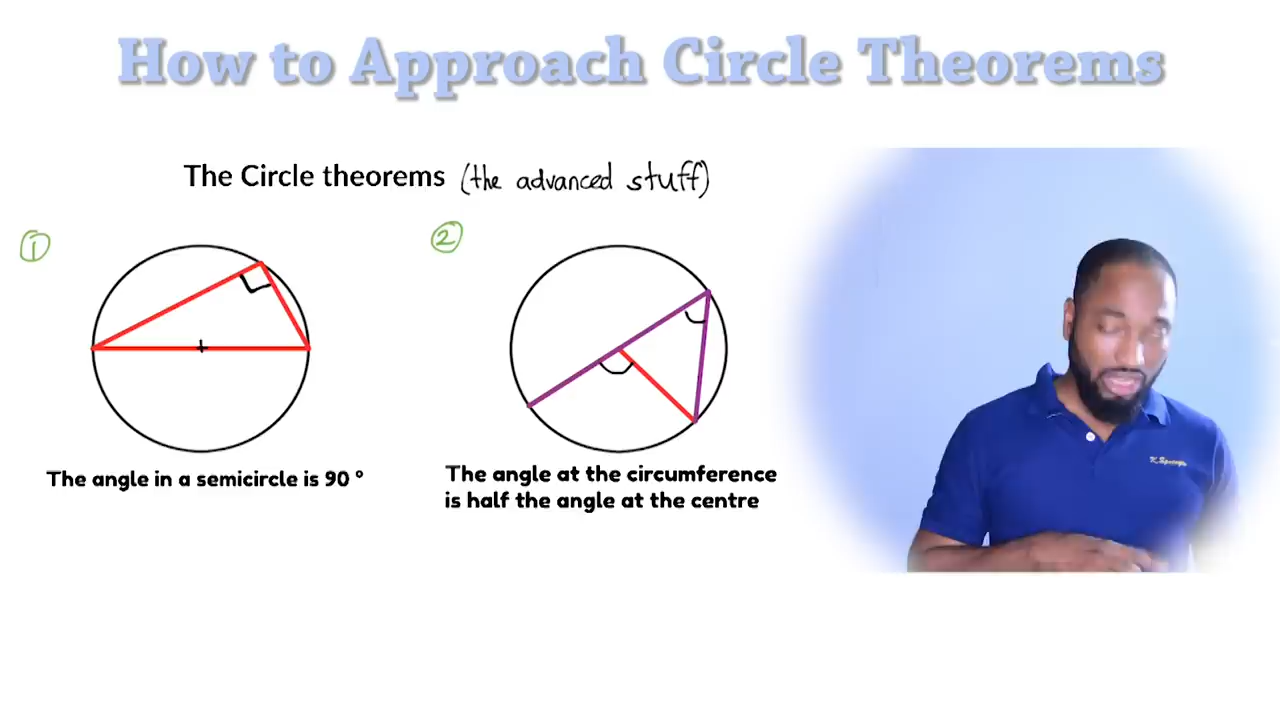 How to Approach Circle Theorems
The Circle theorems (the advanced stuff)
1
2
The angle in a semicircle is 90 °
The angle at the circumference
is half the angle at the centre